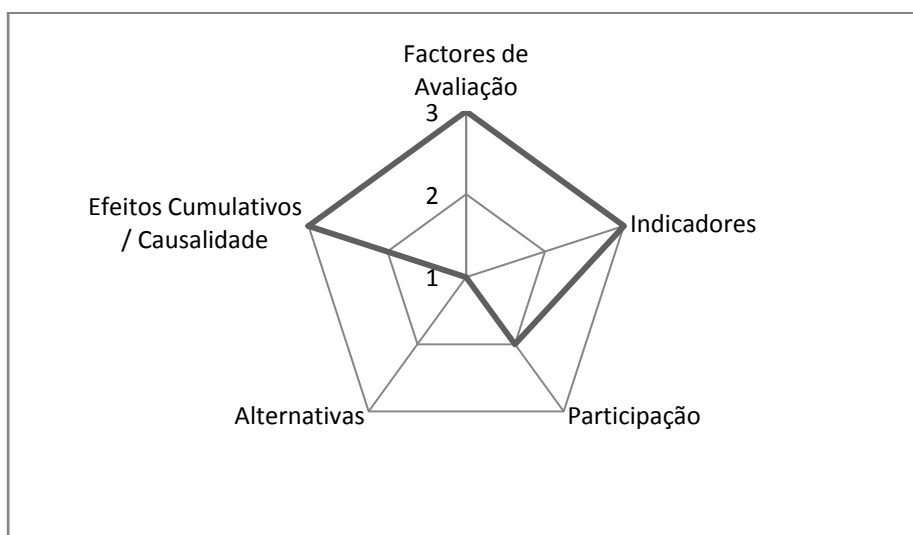 Factores de
Avaliação
3
2
1
Efeitos Cumulativos
/ Causalidade
Indicadores
Alternativas
Participação